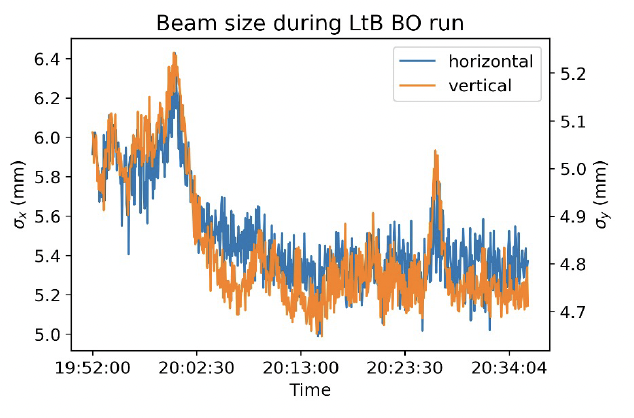 Beam size during LtB BO run
horizontal
vertical
6.4
6.2
6.0
5.8
5.6
5.4
5.2
5.0
σx (mm)
5.2
5.1
5.0
4.9
4.8
4.7
σy (mm)
19:52:00 20:02:30 20:13:00 20:23:30 20:34:04
Time